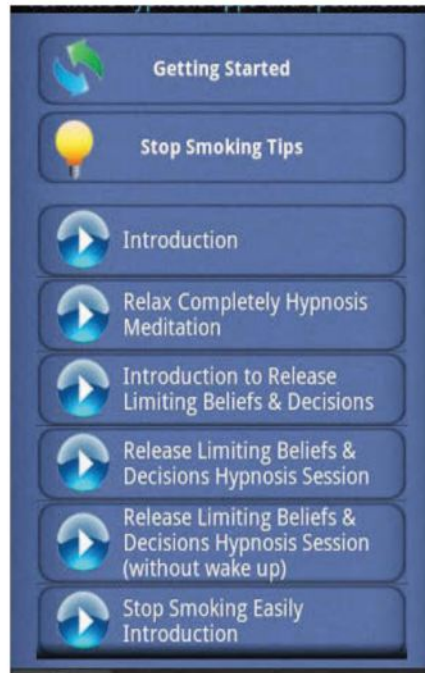 Getting Started
Stop Smoking Tips
Introduction
Relax Completely Hypnosis
Meditation
Introduction to Release
Limiting Beliefs & Decisions
Release Limiting Beliefs &
Decisions Hypnosis Session
Release Limiting Beliefs &
Decisions Hypnosis Session
(without wake up)
Stop Smoking Easily
Introduction